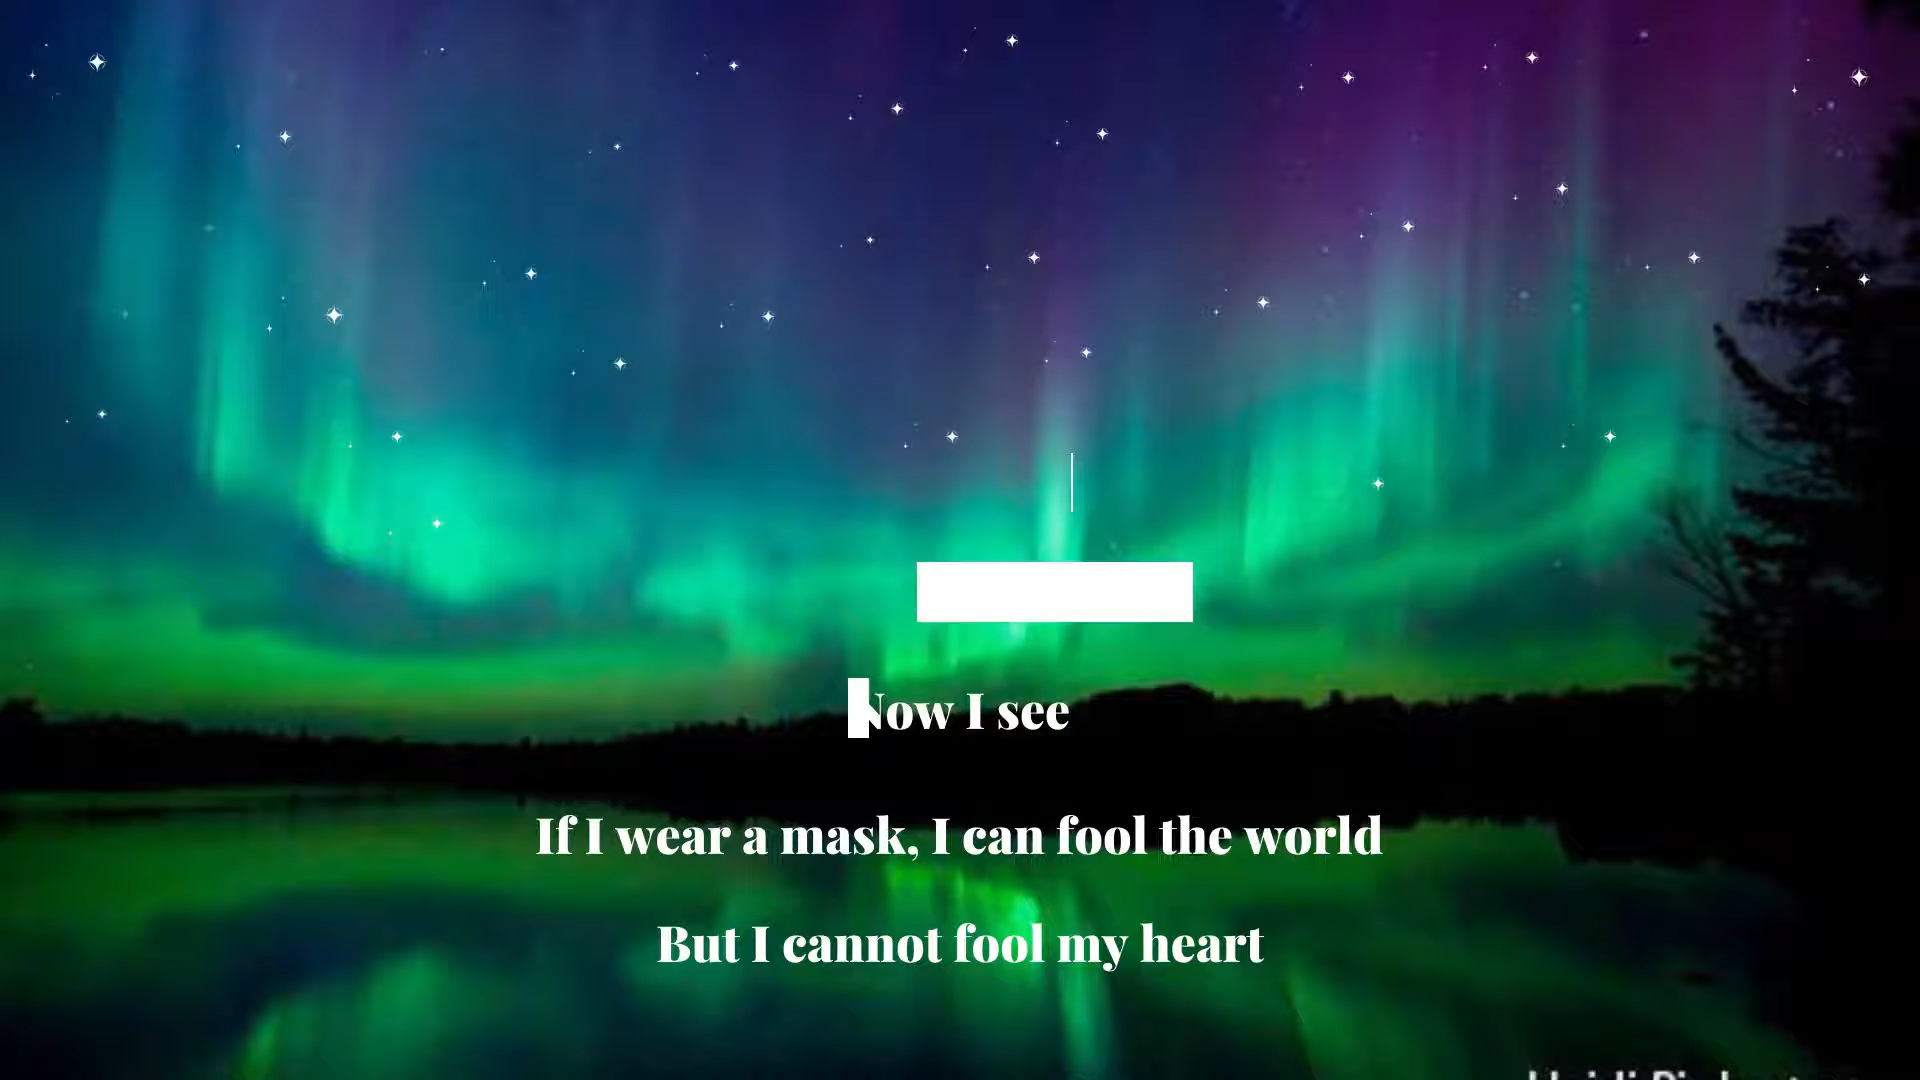 Now I see
If I wear a mask, I can fool the world
But I cannot fool my heart